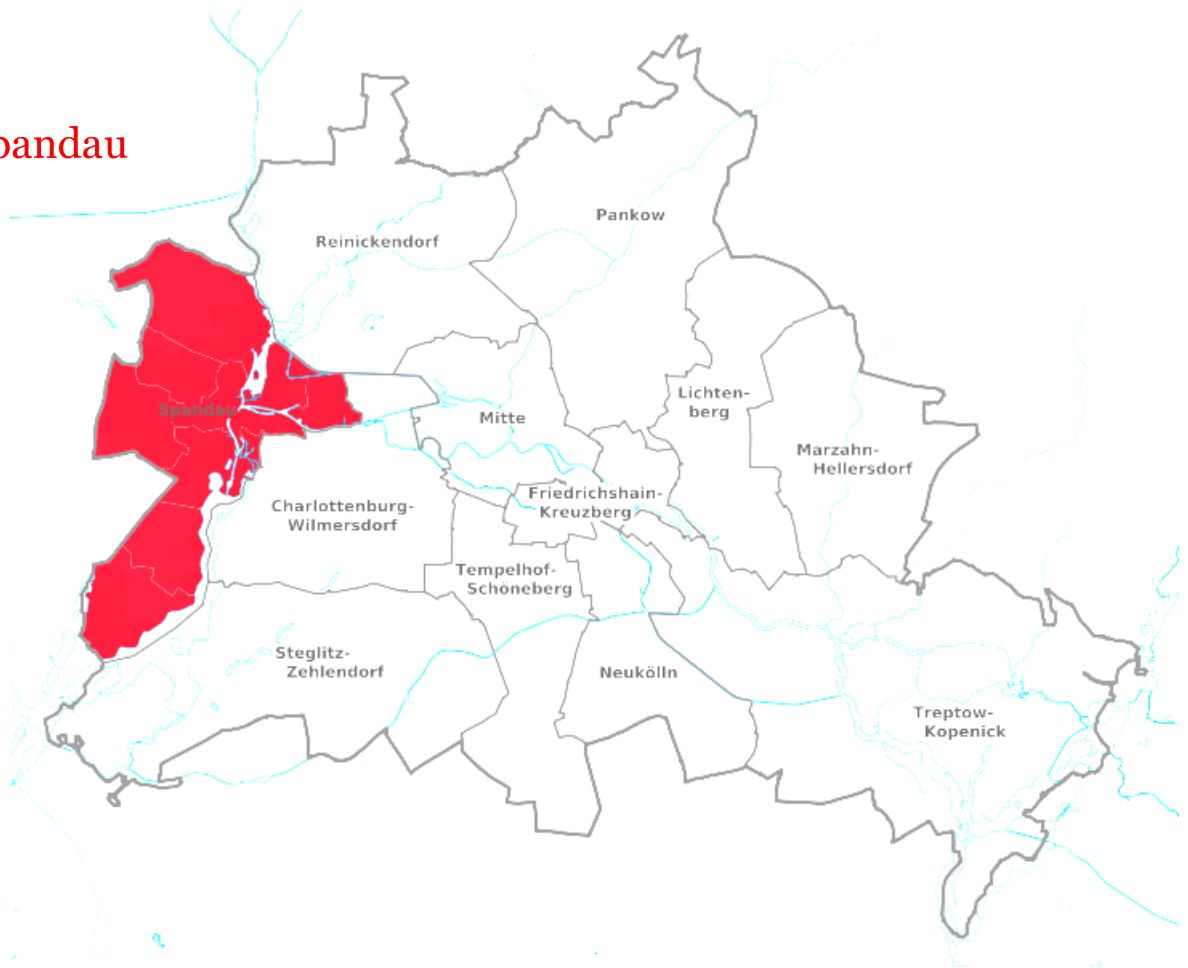 pandau
Pankow
Reinickendorf
Lichten-
berg
Spandau
Mitte
Marzahn-
Hellersdorf
Friedrichshain-
Kreuzberg
Charlottenburg-
Wilmersdorf
Tempelhof-
Schöneberg
Steglitz-
Zehlendorf
Neukölln
Treptow-
Kopenick